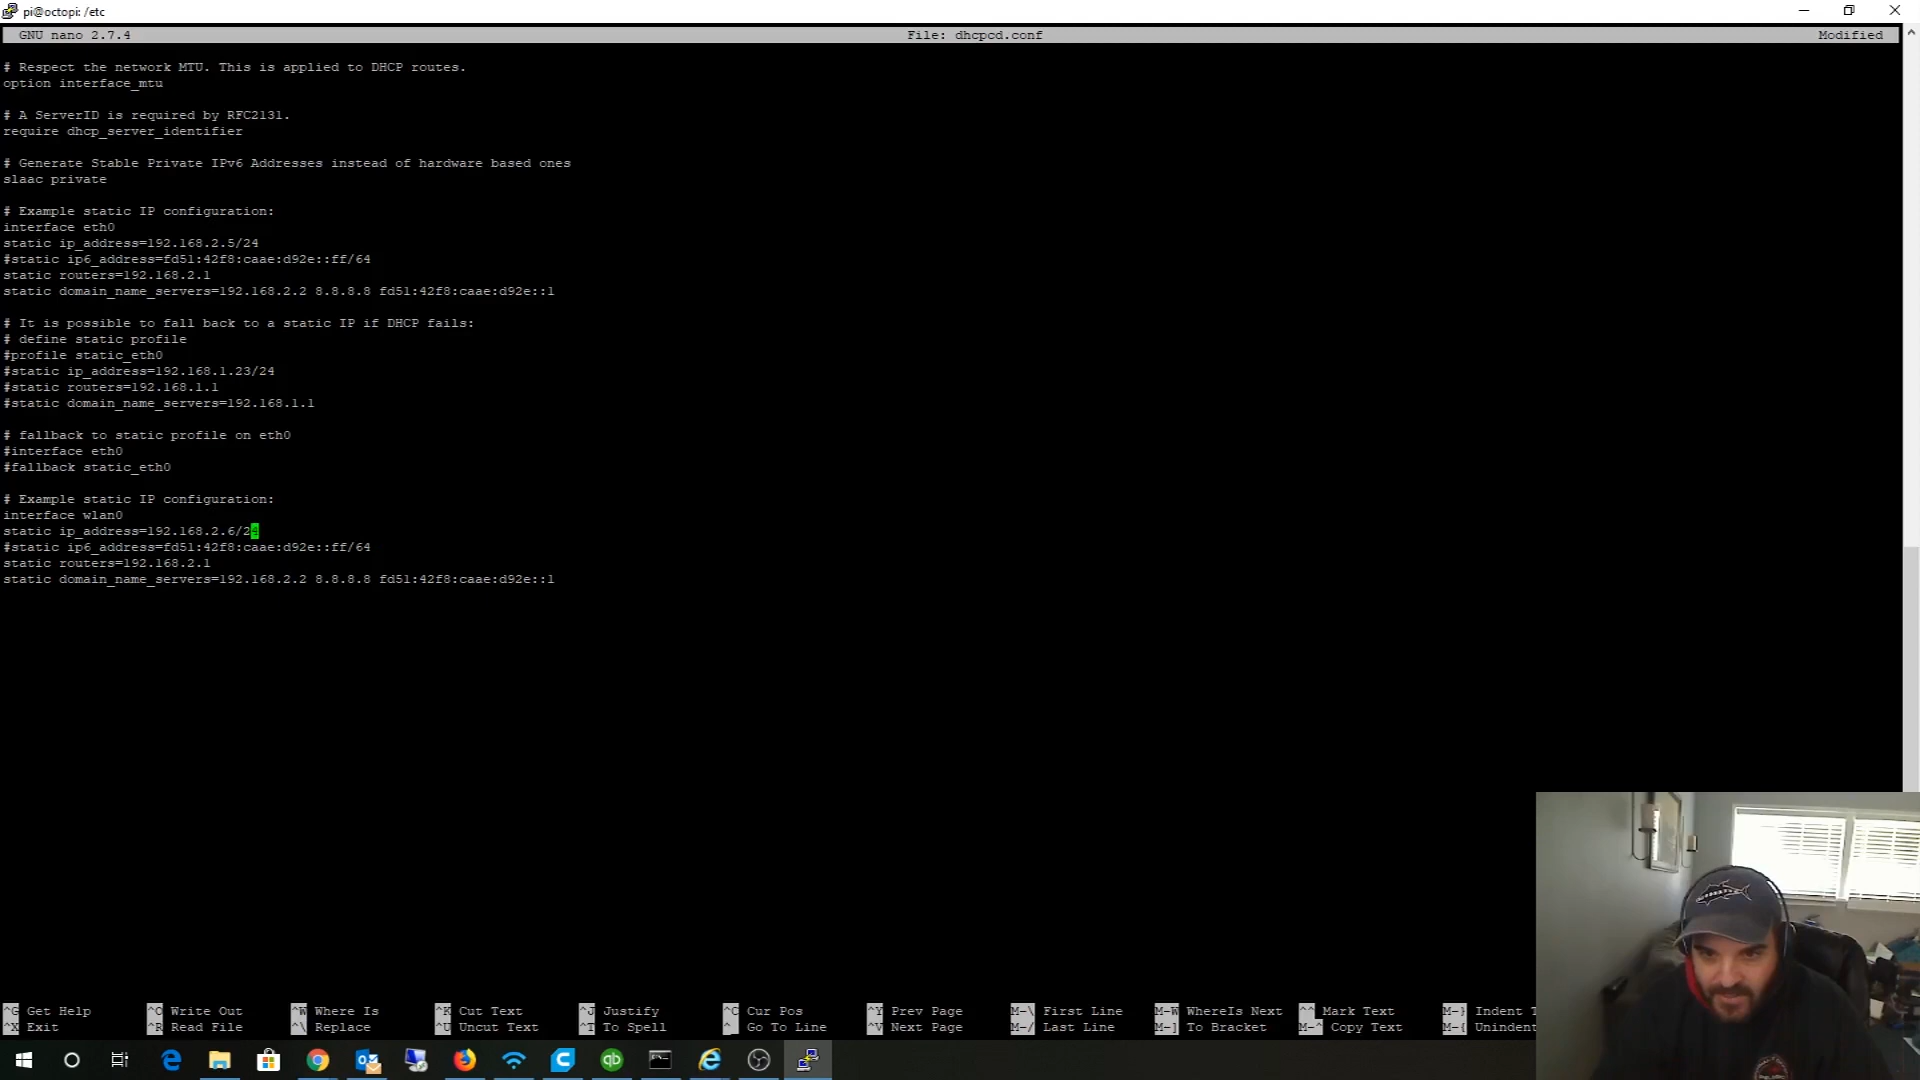 pi@octopi: /etc
GNU nano 2.7.4 File: dhcpcd.conf Modified
# Respect the network MTU. This is applied to DHCP routes.
option interface_mtu
# A ServerID is required by RFC2131.
require dhcp_server_identifier
# Generate Stable Private IPv6 Addresses instead of hardware based ones
slaac private
# Example static IP configuration:
interface eth0
static ip_address=192.168.2.5/24
#static ip6_address=fd51:42f8:caae:d92e::ff/64
static routers=192.168.2.1
static domain_name_servers=192.168.2.2 8.8.8.8 fd51:42f8:caae:d92e::1
# It is possible to fall back to a static IP if DHCP fails:
# define static profile
#profile static_eth0
#static ip_address=192.168.1.23/24
#static routers=192.168.1.1
#static domain_name_servers=192.168.1.1
# fallback to static profile on eth0
#interface eth0
#fallback static_eth0
# Example static IP configuration:
interface wlan0
static ip_address=192.168.2.6/24
#static ip6_address=fd51:42f8:caae:d92e::ff/64
static routers=192.168.2.1
static domain_name_servers=192.168.2.2 8.8.8.8 fd51:42f8:caae:d92e::1
^G Get Help ^O Write Out ^W Where Is ^K Cut Text ^J Justify ^C Cur Pos ^Y Prev Page M-\ First Line M-W WhereIs Next ^^ Mark Text M-} Indent T
^X Exit ^R Read File ^\ Replace ^U Uncut Text ^T To Spell ^_ Go To Line ^V Next Page M-/ Last Line M-] To Bracket M-^ Copy Text M-{ Unindent